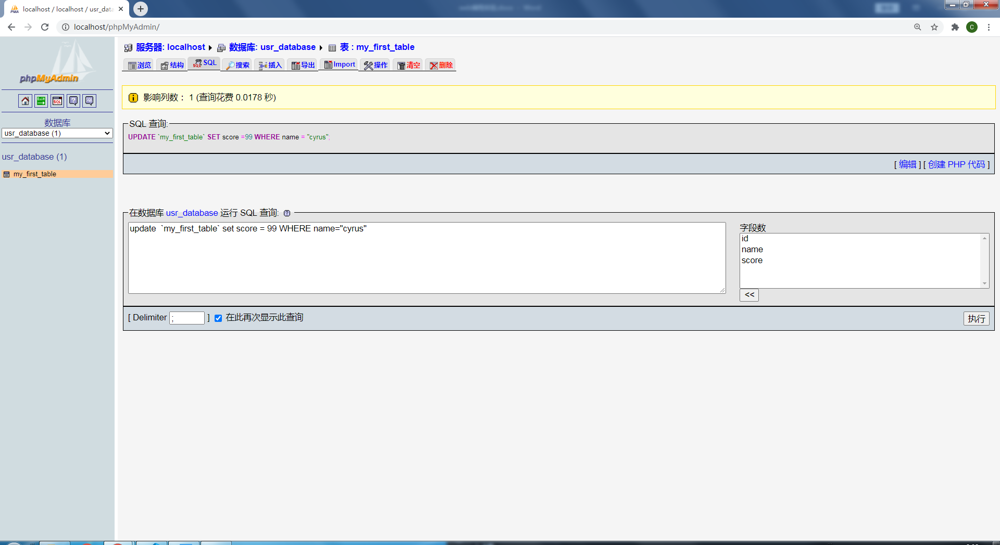 localhost / localhost / usr_data
localhost/phpMyAdmin/
C
phpMyAdmin
Exit
SQL
数据库
usr_database (1)
usr_database (1)
my_first_table
服务器: localhost 数据库: usr_database 表 : my_first_table
浏览 结构 SQL 搜索 插入 导出 Import 操作 清空 删除
影响列数： 1 (查询花费 0.0178 秒)
SQL 查询:
UPDATE `my_first_table` SET score =99 WHERE name = "cyrus";
[ 编辑 ] [ 创建 PHP 代码 ]
在数据库 usr_database 运行 SQL 查询:
update  `my_first_table` set score = 99 WHERE name="cyrus"
字段数
id
name
score
<<
[ Delimiter ; ] 在此再次显示此查询
执行